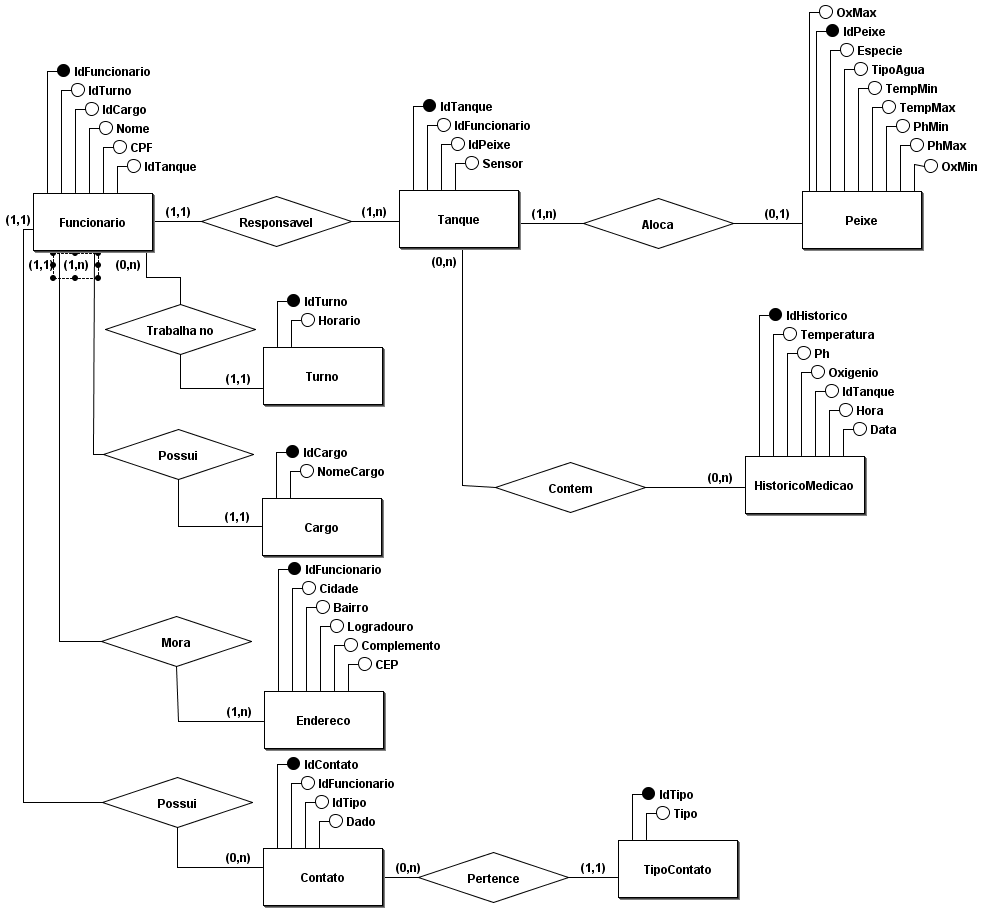 OxMax
IdPeixe
Especie
TipoAgua
TempMin
TempMax
PhMin
PhMax
OxMin
Peixe
IdFuncionario
IdTurno
IdCargo
Nome
CPF
IdTanque
Funcionario
IdTanque
IdFuncionario
IdPeixe
Sensor
Tanque
(1,1)
(1,1)
Responsavel
(1,n)
(1,n)
Aloca
(0,1)
(1,1)
(1,n)
(0,n)
(0,n)
Trabalha no
IdTurno
Horario
Turno
(1,1)
IdHistorico
Temperatura
Ph
Oxigenio
IdTanque
Hora
Data
HistoricoMedicao
Possui
IdCargo
NomeCargo
Cargo
(1,1)
Contem
(0,n)
IdFuncionario
Cidade
Bairro
Logradouro
Complemento
CEP
Mora
(1,n)
Endereco
IdContato
IdFuncionario
IdTipo
Dado
Possui
(0,n)
Contato
(0,n)
Pertence
(1,1)
IdTipo
Tipo
TipoContato